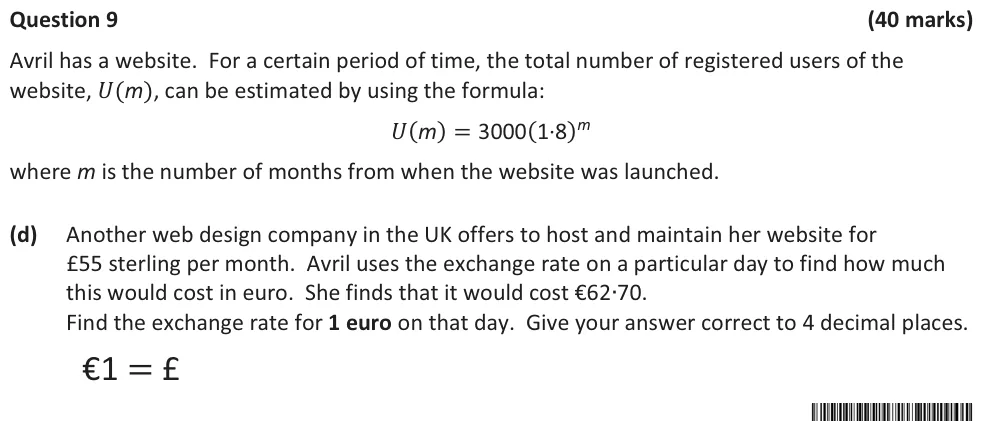 Question 9 (40 marks)
Avril has a website. For a certain period of time, the total number of registered users of the
website, U(m), can be estimated by using the formula:
U(m) = 3000(1·8)^m
where m is the number of months from when the website was launched.
(d) Another web design company in the UK offers to host and maintain her website for
£55 sterling per month. Avril uses the exchange rate on a particular day to find how much
this would cost in euro. She finds that it would cost €62·70.
Find the exchange rate for 1 euro on that day. Give your answer correct to 4 decimal places.
€1 = £